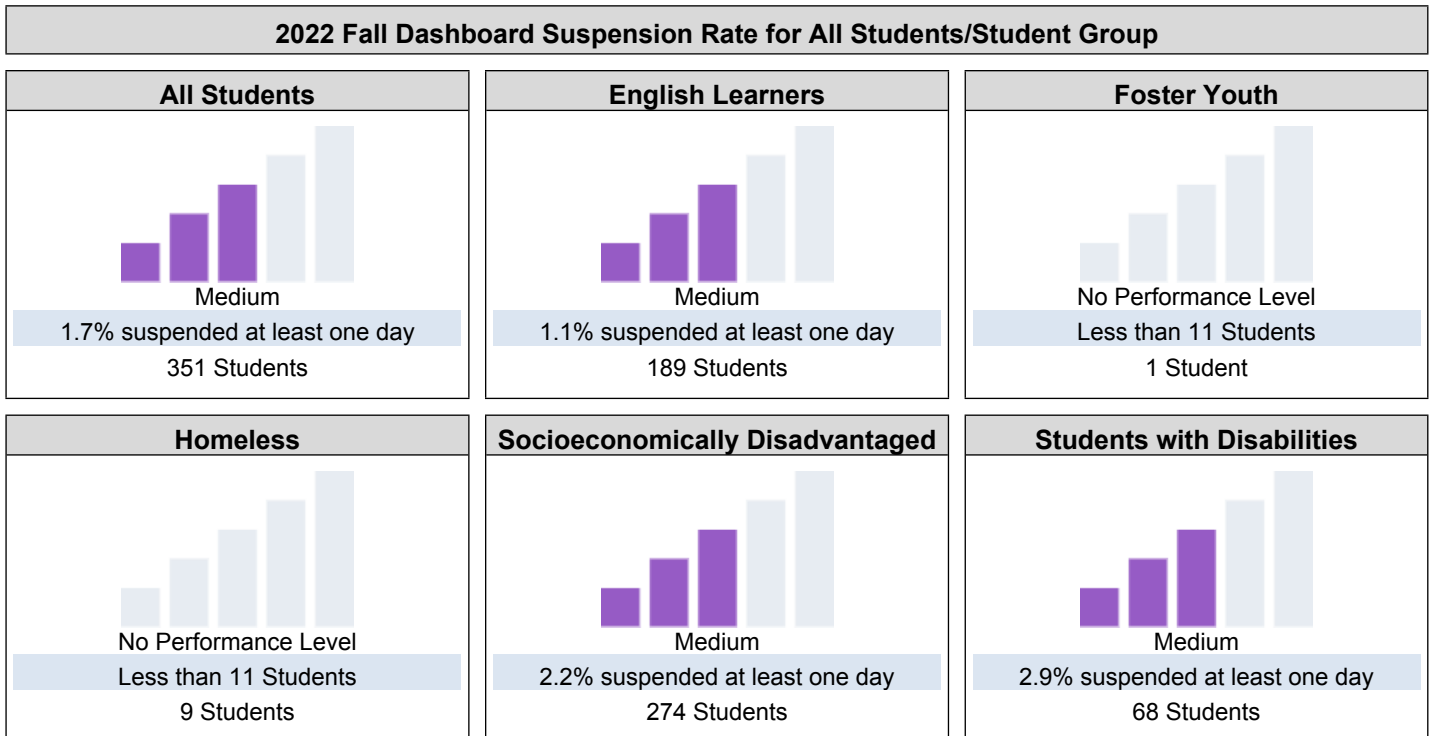 2022 Fall Dashboard Suspension Rate for All Students/Student Group
All Students
Medium
1.7% suspended at least one day
351 Students
English Learners
Medium
1.1% suspended at least one day
189 Students
Foster Youth
No Performance Level
Less than 11 Students
1 Student
Homeless
No Performance Level
Less than 11 Students
9 Students
Socioeconomically Disadvantaged
Medium
2.2% suspended at least one day
274 Students
Students with Disabilities
Medium
2.9% suspended at least one day
68 Students